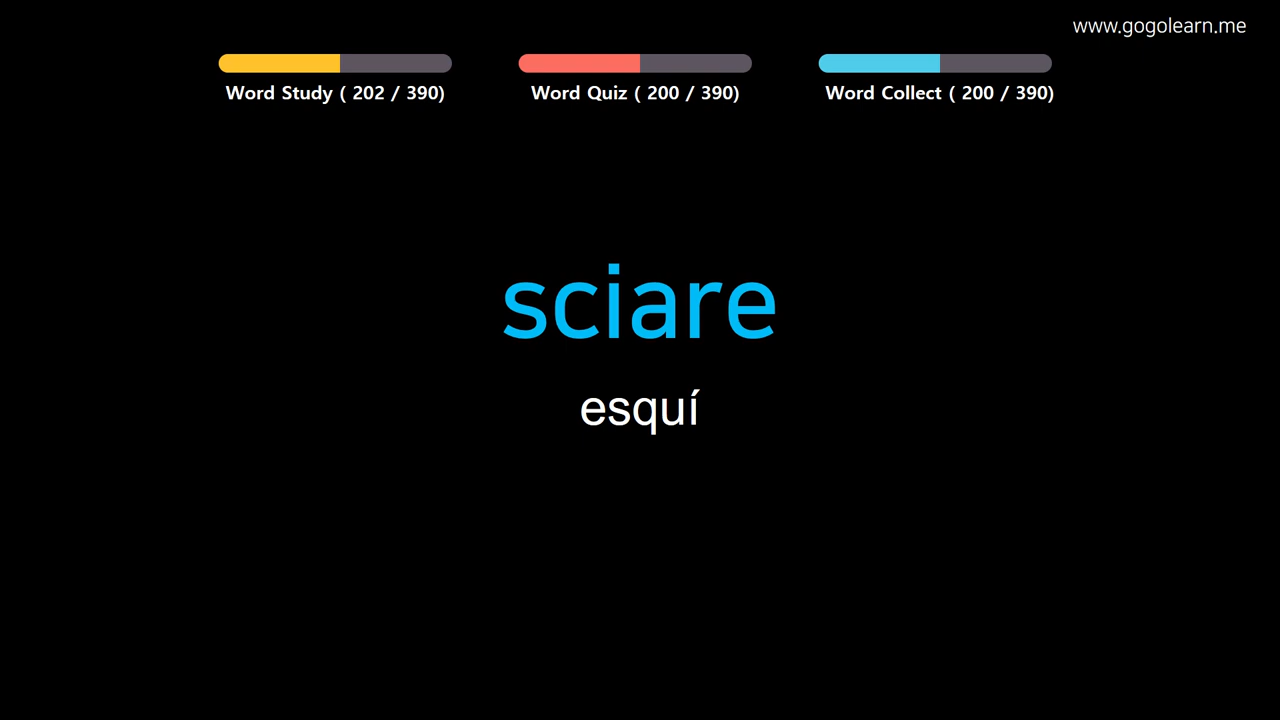 www.gogolearn.me
Word Study ( 202 / 390)
Word Quiz ( 200 / 390)
Word Collect ( 200 / 390)
sciare
esquí